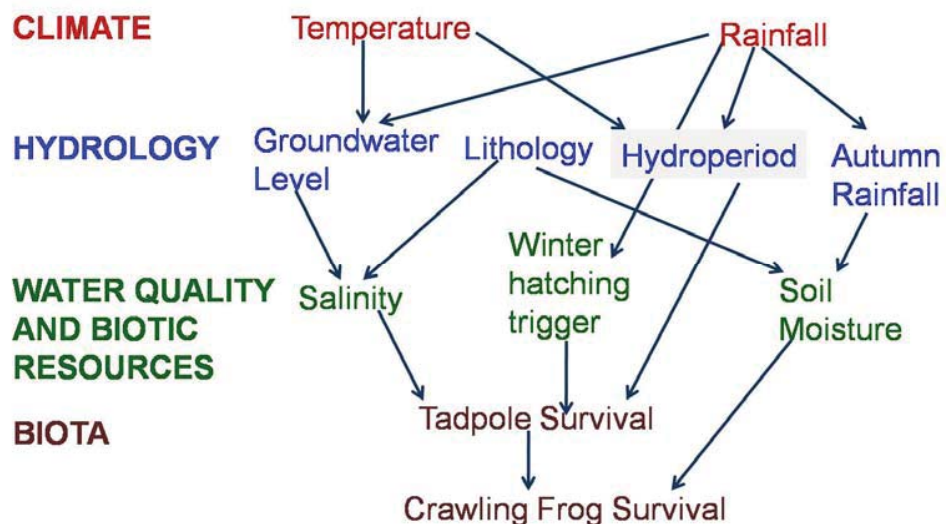 CLIMATE
Temperature
Rainfall
HYDROLOGY
Groundwater
Level
Lithology
Hydroperiod
Autumn
Rainfall
WATER QUALITY
AND BIOTIC
RESOURCES
Salinity
Winter
hatching
trigger
Soil
Moisture
BIOTA
Tadpole Survival
Crawling Frog Survival